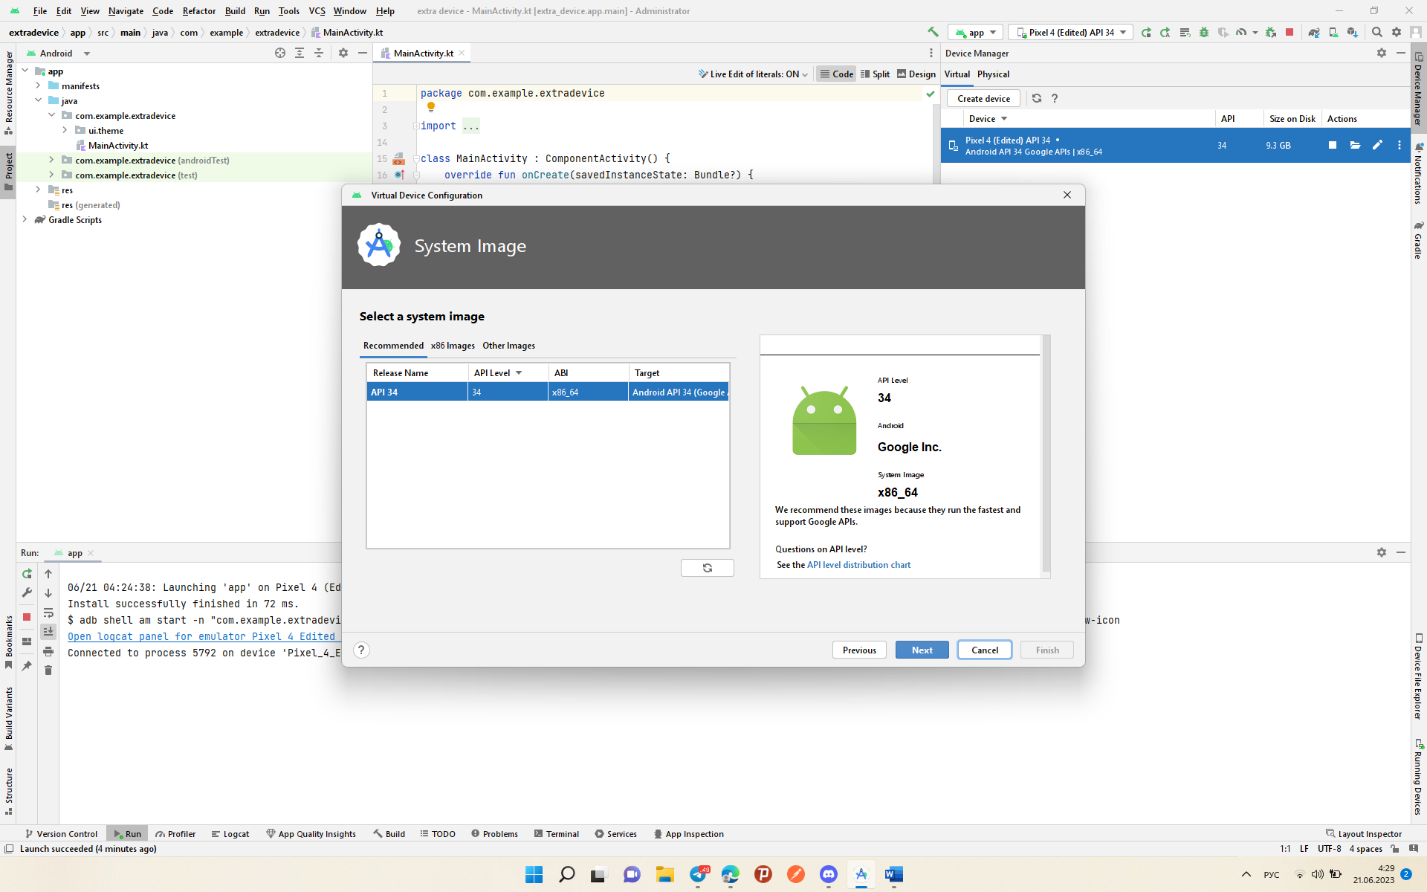 File Edit View Navigate Code Refactor Build Run Tools VCS Window Help extra device - MainActivity.kt [extra_device.app.main] - Administrator
extradevice app src main java com example extradevice MainActivity.kt app Pixel 4 (Edited) API 34
Android
MainActivity.kt
Device Manager
Live Edit of literals: ON Code Split Design
Virtual Physical
Create device ?
Device API Size on Disk Actions
Pixel 4 (Edited) API 34
Android API 34 Google APIs | x86_64
34 9.3 GB
app
manifests
java
com.example.extradevice
ui.theme
MainActivity.kt
com.example.extradevice (androidTest)
com.example.extradevice (test)
res
res (generated)
Gradle Scripts
1 package com.example.extradevice
2
3 import ...
14
15 class MainActivity : ComponentActivity() {
16 override fun onCreate(savedInstanceState: Bundle?) {
Resource Manager
Project
Bookmarks
Build Variants
Structure
Device Manager
Notifications
Gradle
Device File Explorer
Running Devices
Virtual Device Configuration
System Image
Select a system image
Recommended x86 Images Other Images
Release Name API Level ABI Target
API 34 34 x86_64 Android API 34 (Google
API Level
34
Android
Google Inc.
System Image
x86_64
We recommend these images because they run the fastest and
support Google APIs.
Questions on API level?
See the API level distribution chart
? Previous Next Cancel Finish
Run: app
06/21 04:24:38: Launching 'app' on Pixel 4 (Ed
Install successfully finished in 72 ms.
$ adb shell am start -n "com.example.extradevi
w-icon
Open logcat panel for emulator Pixel 4 Edited
Connected to process 5792 on device 'Pixel_4_E
Version Control Run Profiler Logcat App Quality Insights Build TODO Problems Terminal Services App Inspection Layout Inspector
Launch succeeded (4 minutes ago) 1:1 LF UTF-8 4 spaces
РУС 4:29
21.06.2023 2